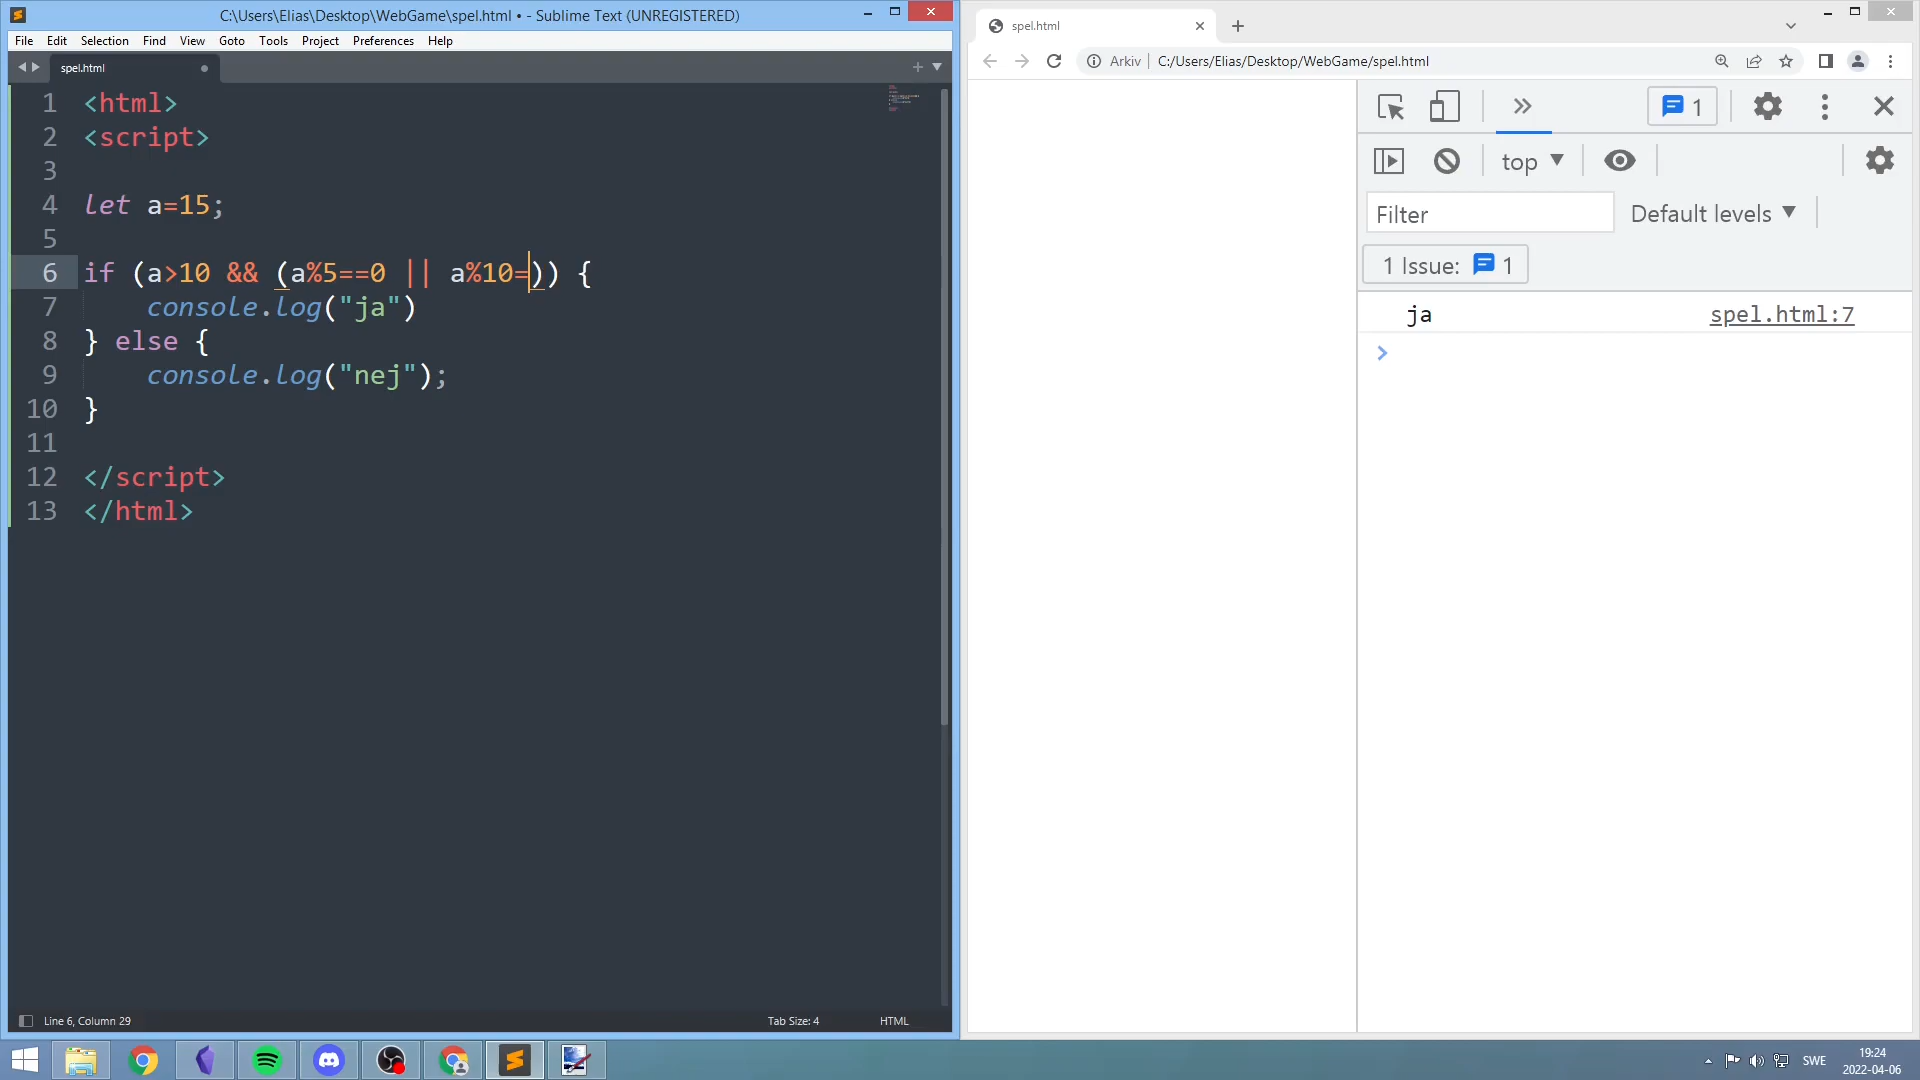 C:\Users\Elias\Desktop\WebGame\spel.html • - Sublime Text (UNREGISTERED)
File Edit Selection Find View Goto Tools Project Preferences Help
spel.html
1 <html>
2 <script>
3
4 let a=15;
5
6 if (a>10 && (a%5==0 || a%10=)) {
7 console.log("ja")
8 } else {
9 console.log("nej");
10 }
11
12 </script>
13 </html>
Line 6, Column 29
Tab Size: 4
HTML
spel.html
Arkiv | C:/Users/Elias/Desktop/WebGame/spel.html
1
top
Filter
Default levels
1 Issue: 1
ja spel.html:7
SWE
19:24
2022-04-06